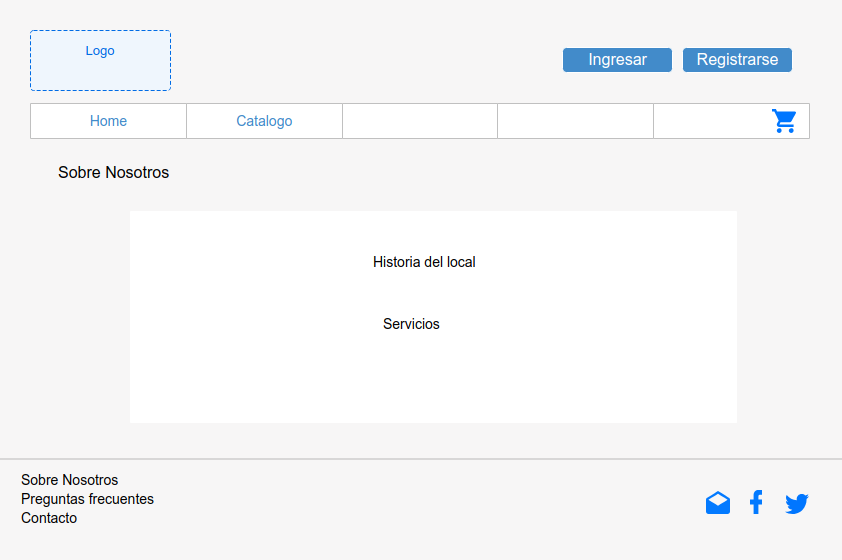 Logo
Ingresar
Registrarse
Home
Catalogo
Sobre Nosotros
Historia del local
Servicios
Sobre Nosotros
Preguntas frecuentes
Contacto